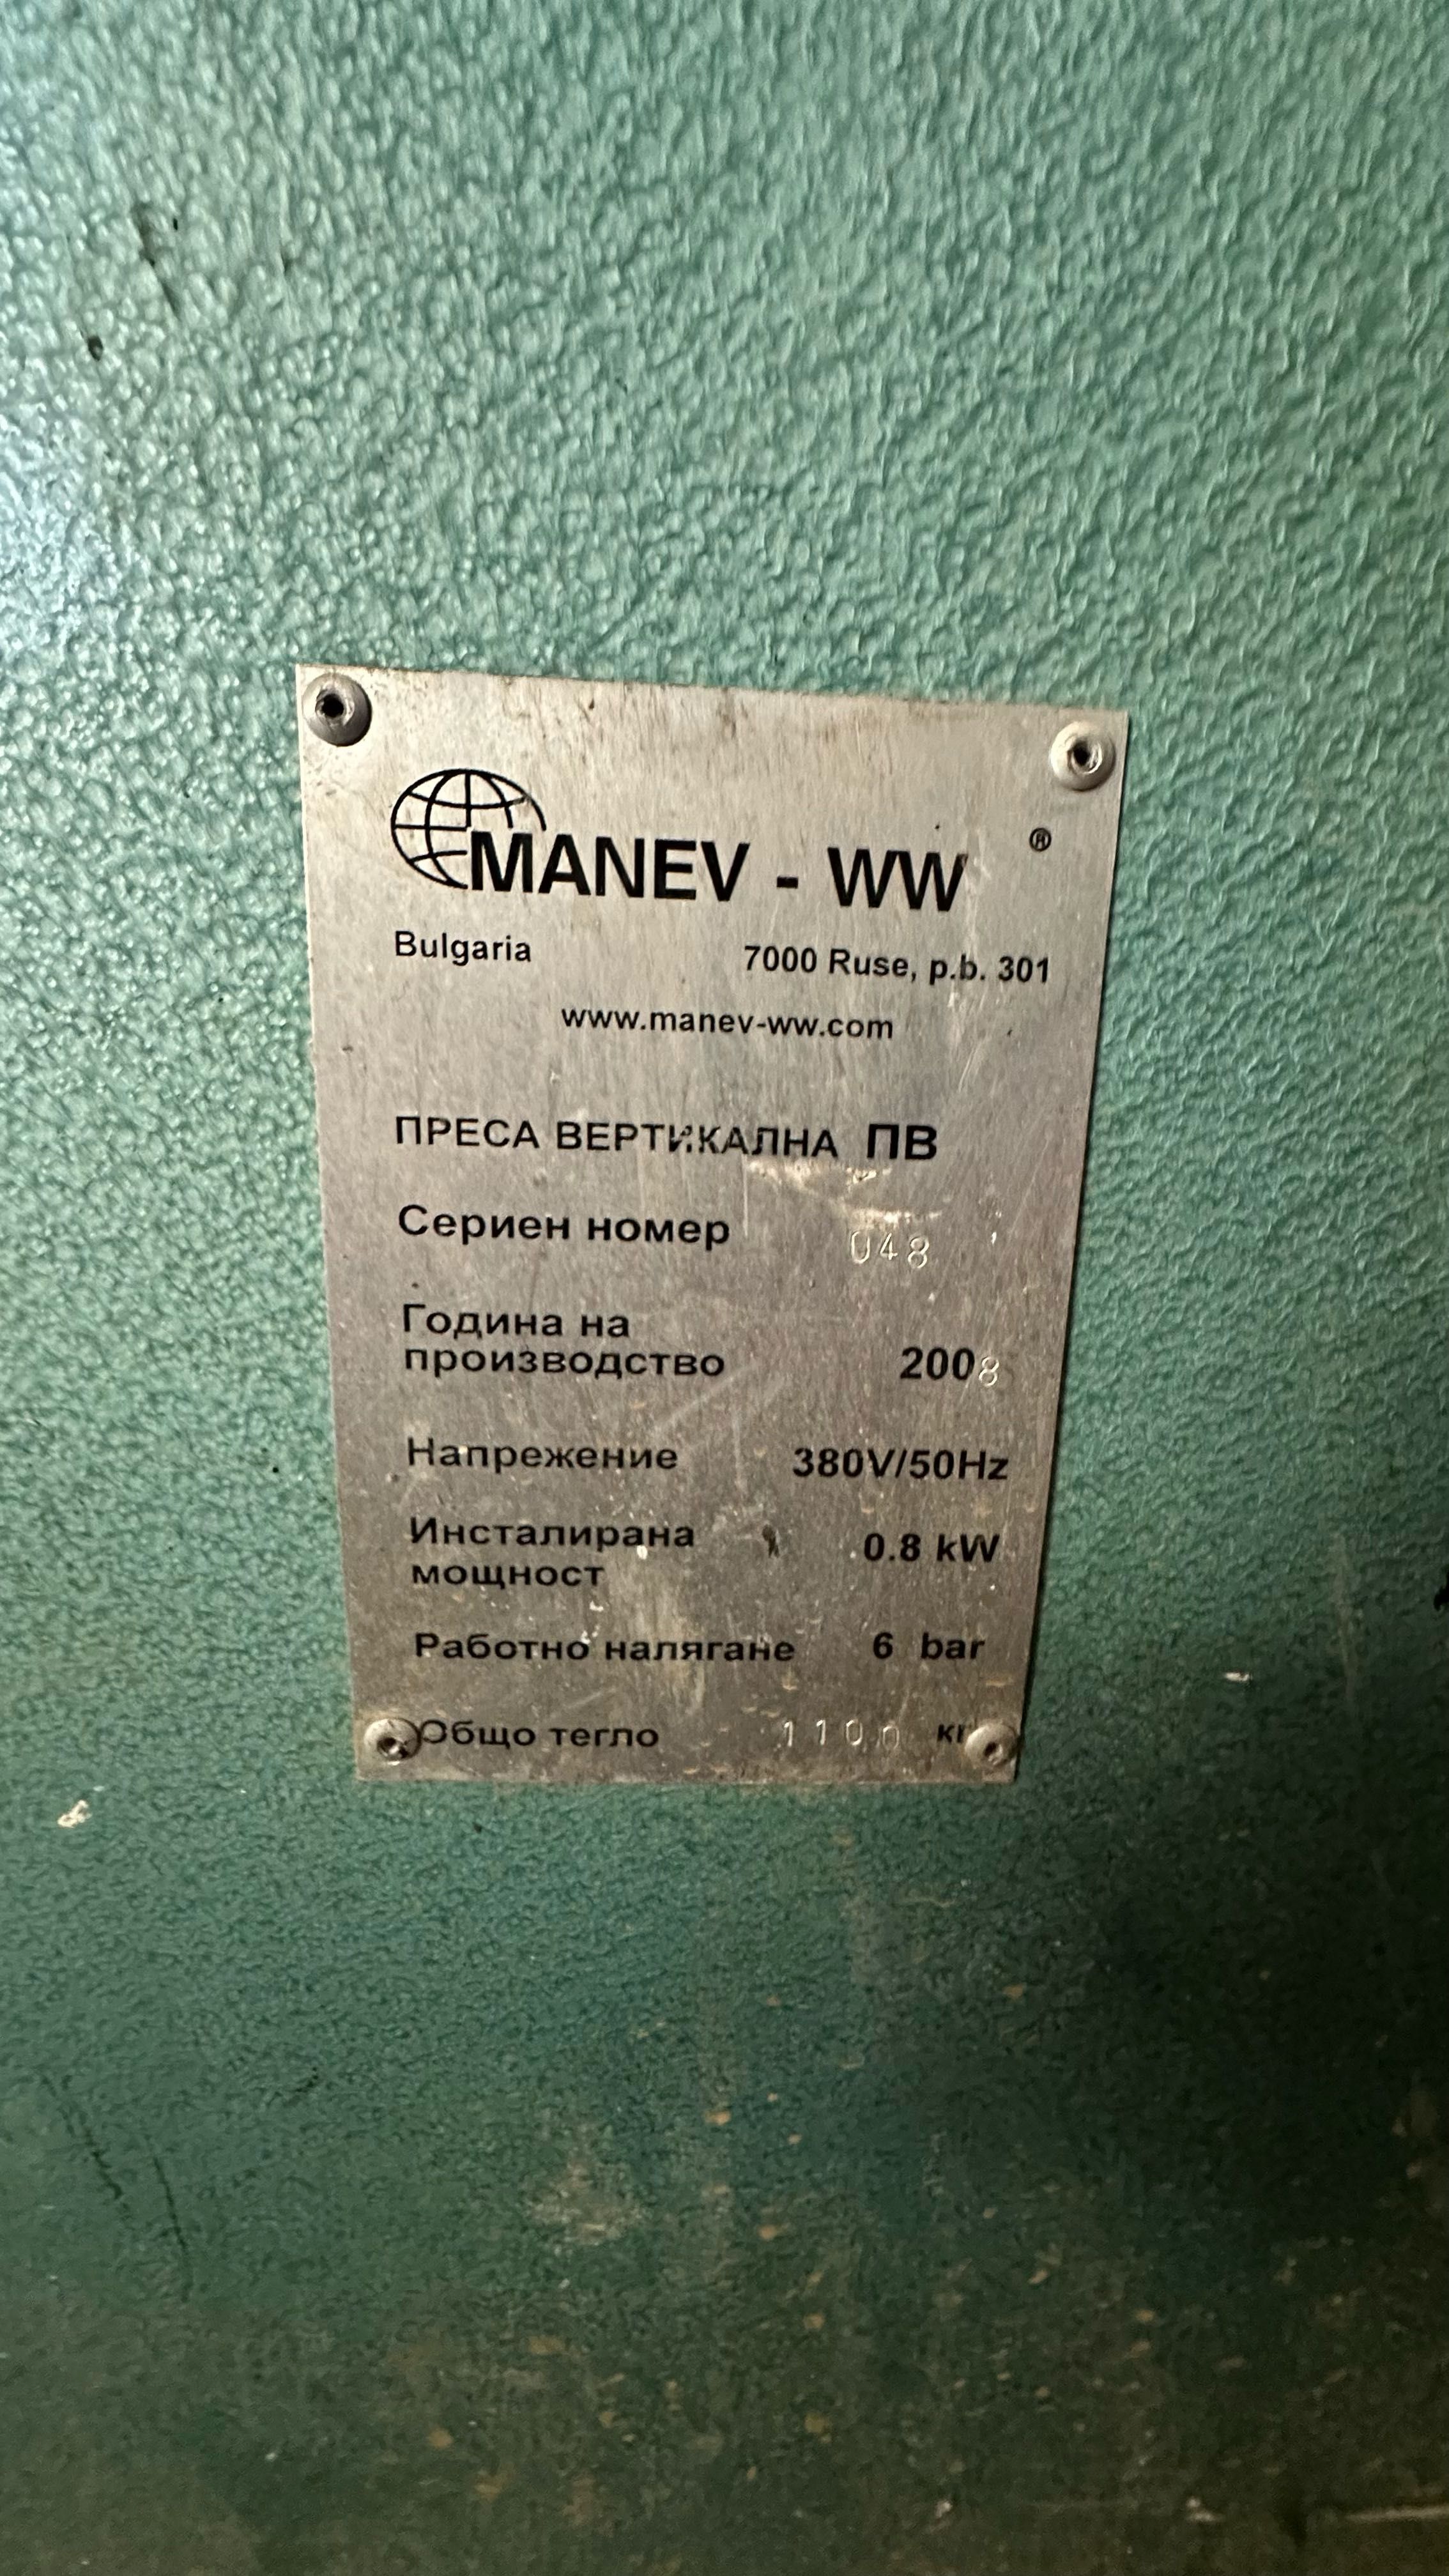 MANEV - WW ®
Bulgaria 7000 Ruse, p.b. 301
www.manev-ww.com
ПРЕСА ВЕРТИКАЛНА ПВ
Сериен номер 048
Година на
производство 2008
Напрежение 380V/50Hz
Инсталирана
мощност 0.8 kW
Работно налягане 6 bar
Общо тегло 1100 кг